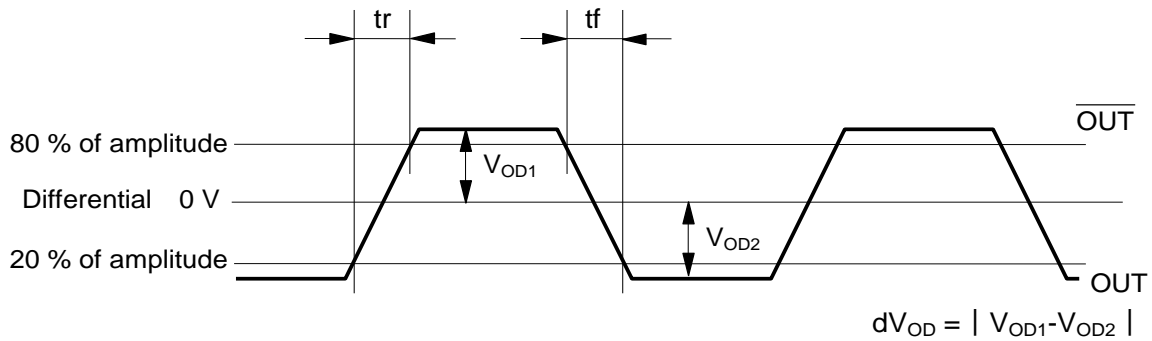 tr
tf
80 % of amplitude
OUT
VOD1
Differential 0 V
VOD2
20 % of amplitude
OUT
dVOD = | VOD1-VOD2 |